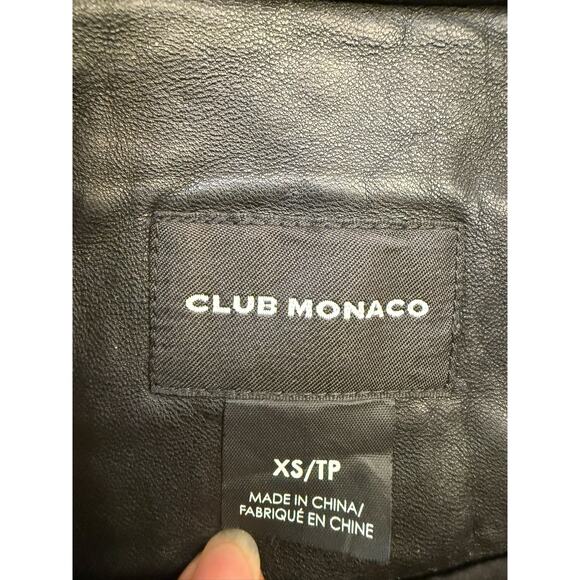 CLUB MONACO
XS/TP
MADE IN CHINA/
FABRIQUÉ EN CHINE